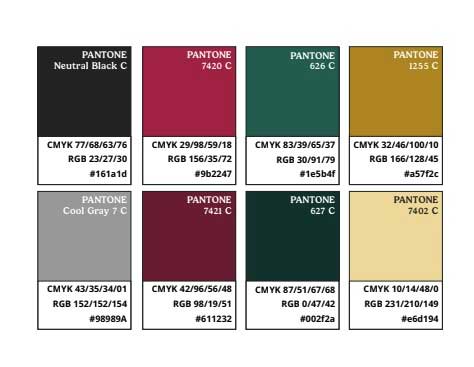 PANTONE
Neutral Black C
CMYK 77/68/63/76
RGB 23/27/30
#161a1d
PANTONE
7420 C
CMYK 29/98/59/18
RGB 156/35/72
#9b2247
PANTONE
626 C
CMYK 83/39/65/37
RGB 30/91/79
#1e5b4f
PANTONE
1255 C
CMYK 32/46/100/10
RGB 166/128/45
#a57f2c
PANTONE
Cool Gray 7 C
CMYK 43/35/34/01
RGB 152/152/154
#98989A
PANTONE
7421 C
CMYK 42/96/56/48
RGB 98/19/51
#611232
PANTONE
627 C
CMYK 87/51/67/68
RGB 0/47/42
#002f2a
PANTONE
7402 C
CMYK 10/14/48/0
RGB 231/210/149
#e6d194